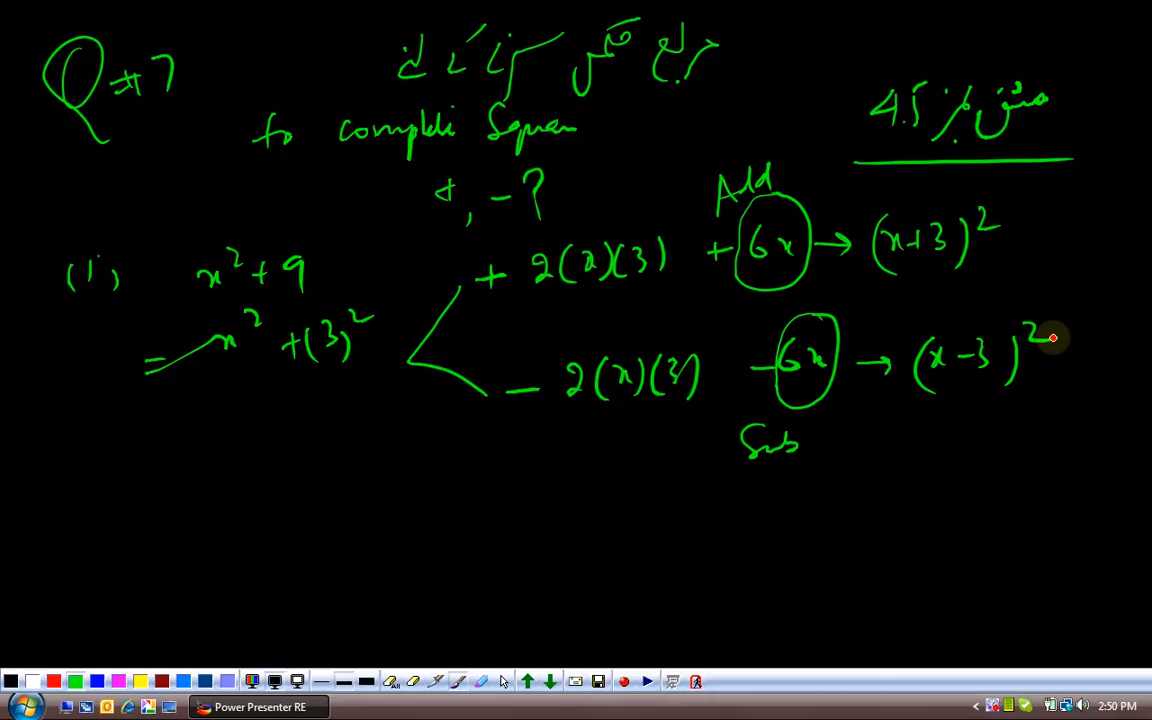 Q # 7
مربع مکمل کرنے کے لئے
to complete Square
مشق نمبر 4.5
+, - ?
Add
(i) x² + 9
+ 2(x)(3) + 6x → (x+3)²
= x² + (3)²
- 2(x)(3) - 6x → (x-3)²
Sub
Power Presenter RE
2:50 PM